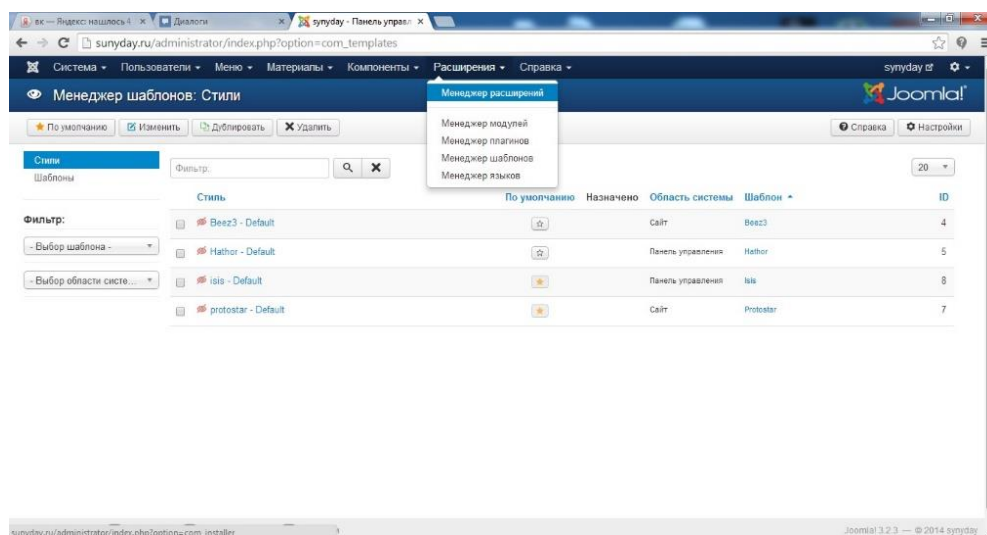 вк — Яндекс: нашлось 4
Диалоги
synyday - Панель управл
sunyday.ru/administrator/index.php?option=com_templates
Система Пользователи Меню Материалы Компоненты Расширения Справка synyday
Менеджер шаблонов: Стили
Joomla!
Менеджер расширений
Менеджер модулей
Менеджер плагинов
Менеджер шаблонов
Менеджер языков
По умолчанию Изменить Дублировать Удалить Справка Настройки
Стили
Шаблоны
Фильтр: 20
Стиль По умолчанию Назначено Область системы Шаблон ID
Фильтр:
- Выбор шаблона -
- Выбор области систе...
Beez3 - Default Сайт Beez3 4
Hathor - Default Панель управления Hathor 5
isis - Default Панель управления Isis 8
protostar - Default Сайт Protostar 7
sunyday.ru/administrator/index.php?option=com_installer
Joomla! 3.2.3 — © 2014 synyday